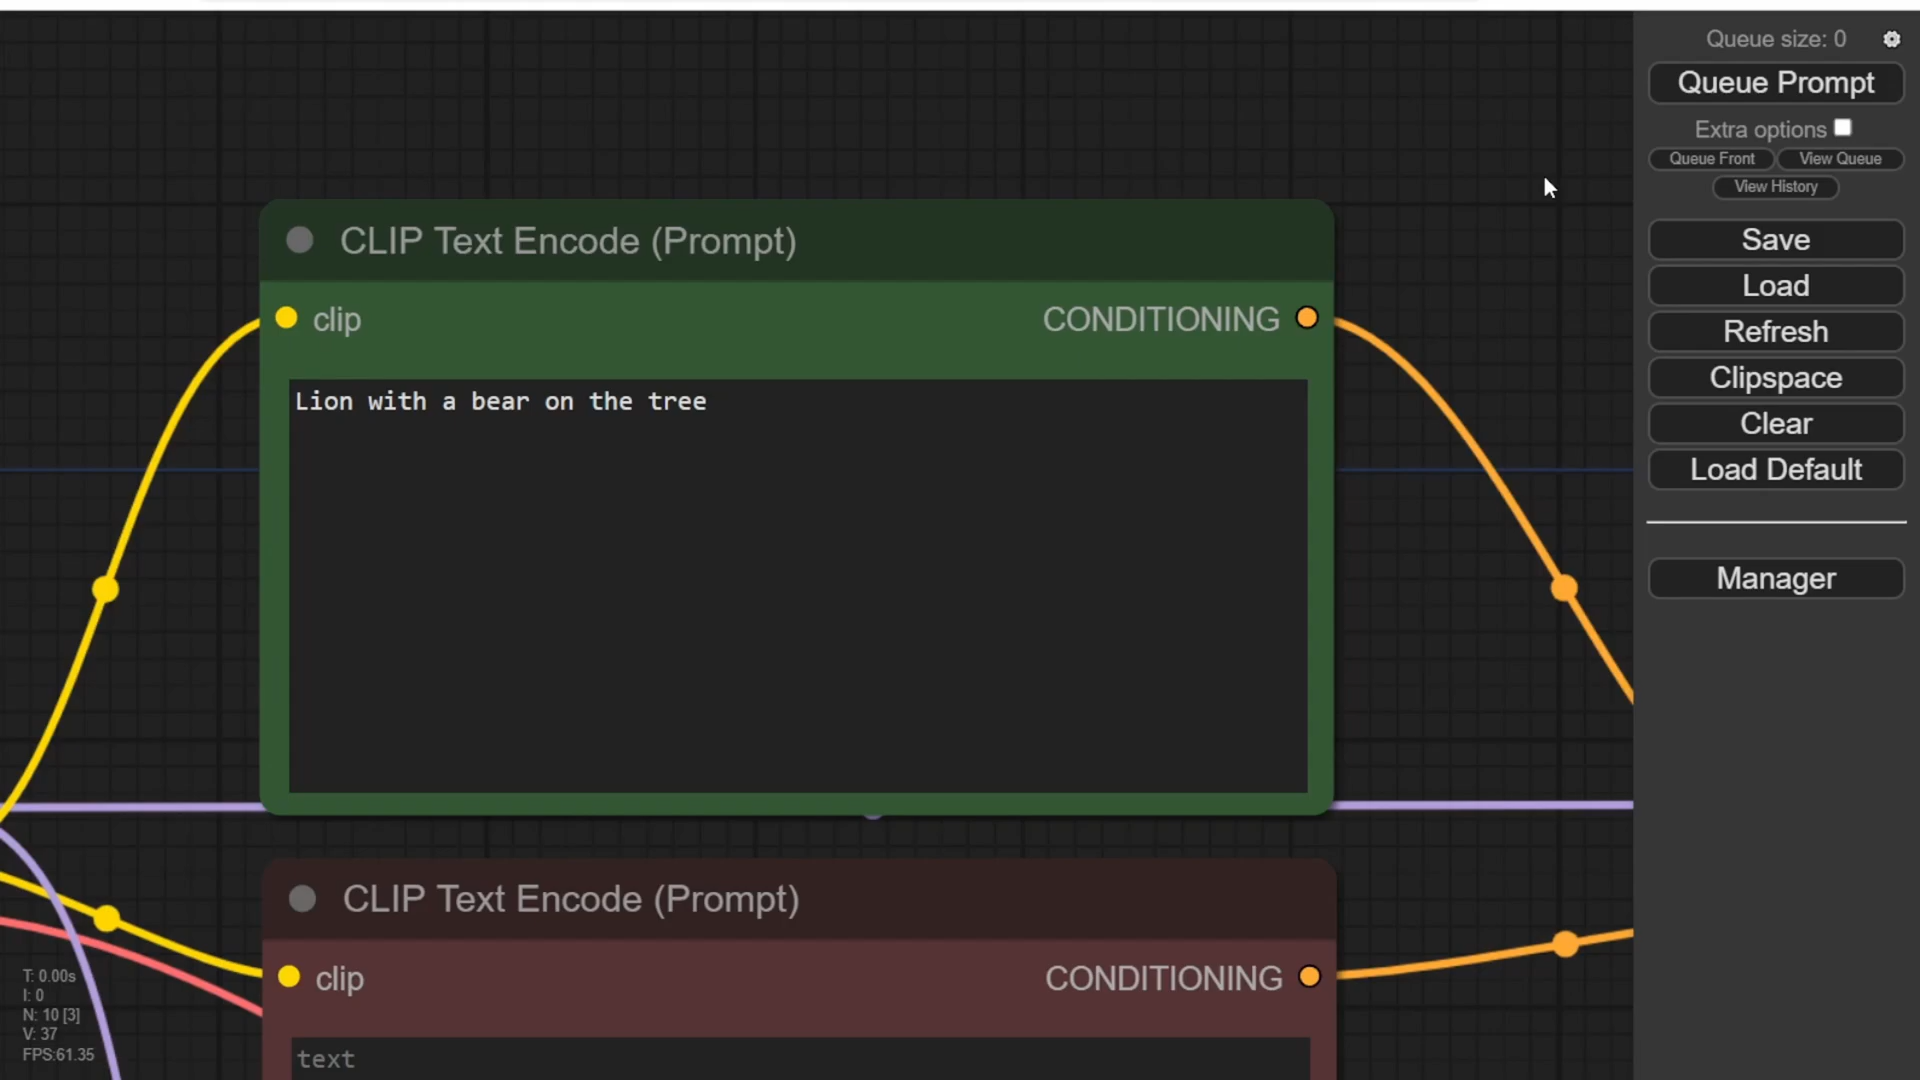 Queue size: 0
Queue Prompt
Extra options
Queue Front
View Queue
View History
Save
Load
Refresh
Clipspace
Clear
Load Default
Manager
CLIP Text Encode (Prompt)
clip
CONDITIONING
Lion with a bear on the tree
CLIP Text Encode (Prompt)
clip
CONDITIONING
text
T: 0.00s
I: 0
N: 10 [3]
V: 37
FPS:61.35